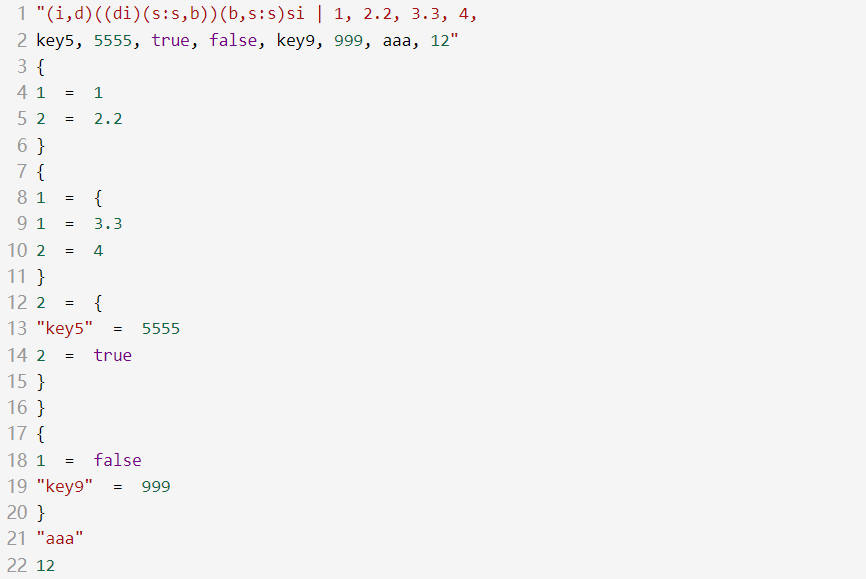 1 "(i,d)((di)(s:s,b))(b,s:s)si | 1, 2.2, 3.3, 4,
2 key5, 5555, true, false, key9, 999, aaa, 12"
3 {
4 1  =  1
5 2  =  2.2
6 }
7 {
8 1  =  {
9 1  =  3.3
10 2  =  4
11 }
12 2  =  {
13 "key5"  =  5555
14 2  =  true
15 }
16 }
17 {
18 1  =  false
19 "key9"  =  999
20 }
21 "aaa"
22 12